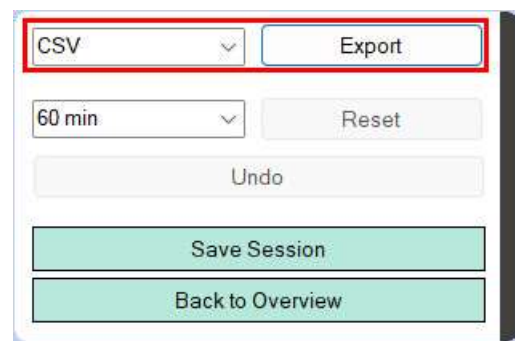 CSV Export
60 min Reset
Undo
Save Session
Back to Overview